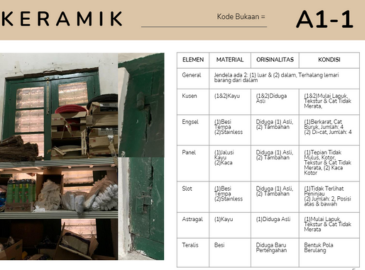 KERAMIK
Kode Bukaan =
A1-1
ELEMEN MATERIAL ORISINALITAS KONDISI
General Jendela ada 2: (1) luar & (2) dalam, Terhalang lemari
barang dari dalam
Kusen (1&2)Kayu (1&2)Diduga (1&2)Mulai Lapuk,
Asli Tekstur & Cat Tidak
Merata,
Engsel (1)Besi Diduga (1) Asli, (1)Berkarat, Cat
Tempa (2) Tambahan Buruk, Jumlah: 4
(2)Stainless (2) Di-cat, Jumlah: 4
Panel (1)Jalusi Diduga (1) Asli, (1)Tepian Tidak
Kayu (2) Tambahan Mulus, Kotor,
(2)Kaca Tekstur & Cat Tidak
Merata, (2) Kaca
Kotor
Slot (1)Besi Diduga (1) Asli, (1)Tidak Terlihat
Tempa (2) Tambahan Peninjau
(2)Stainless (2) Jumlah: 2, Posisi
atas & bawah
Astragal (1)Kayu (1)Diduga Asli (1)Mulai Lapuk,
Tekstur & Cat Tidak
Merata
Teralis Besi Diduga Baru Bentuk Pola
Pertengahan Berulang